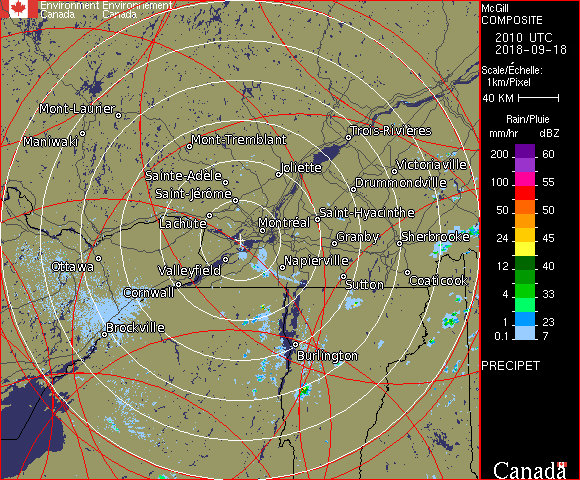 Environment Environnement
Canada Canada
McGill
COMPOSITE
2010 UTC
2018-09-18
Scale/Échelle:
1km/Pixel
40 KM
Rain/Pluie
mm/hr dBZ
200 60
100 55
50 50
24 45
12 40
4 33
1 23
0.1 7
PRECIPET
Canada
Mont-Laurier
Maniwaki
Mont-Tremblant
Trois-Rivières
Sainte-Adèle
Joliette
Victoriaville
Saint-Jérôme
Drummondville
Lachute
Montréal
Saint-Hyacinthe
Ottawa
Valleyfield
Granby
Sherbrooke
Napierville
Cornwall
Sutton
Coaticook
Brockville
Burlington